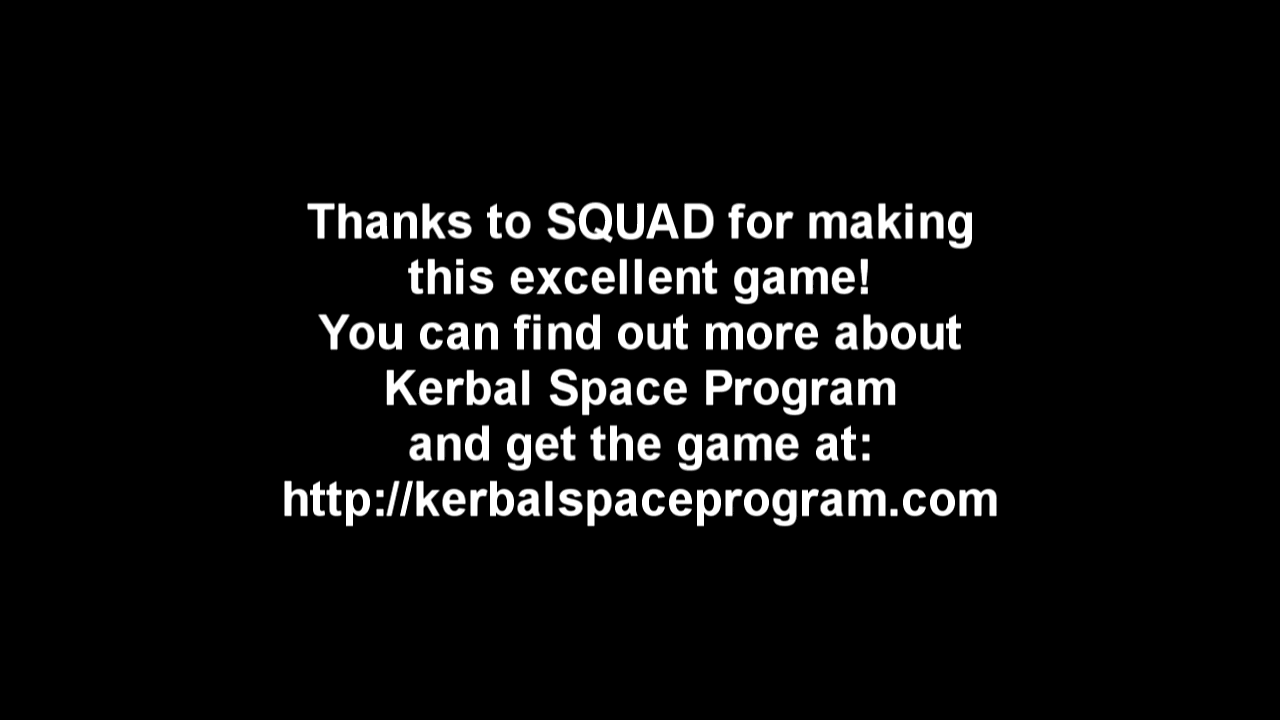 Thanks to SQUAD for making
this excellent game!
You can find out more about
Kerbal Space Program
and get the game at:
http://kerbalspaceprogram.com